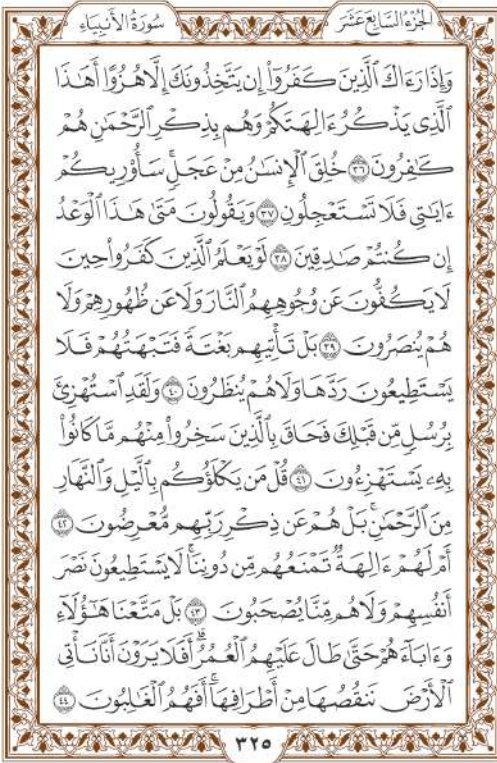 الجزء السابع عشر سورة الأنبياء
وَإِذَا رَءَاكَ ٱلَّذِينَ كَفَرُوٓا۟ إِن يَتَّخِذُونَكَ إِلَّا هُزُوًا أَهَٰذَا
ٱلَّذِى يَذْكُرُ ءَالِهَتَكُمْ وَهُم بِذِكْرِ ٱلرَّحْمَٰنِ هُمْ
كَٰفِرُونَ ٣٦ خُلِقَ ٱلْإِنسَٰنُ مِنْ عَجَلٍ ۚ سَأُو۟رِيكُمْ
ءَايَٰتِى فَلَا تَسْتَعْجِلُونِ ٣٧ وَيَقُولُونَ مَتَىٰ هَٰذَا ٱلْوَعْدُ
إِن كُنتُمْ صَٰدِقِينَ ٣٨ لَوْ يَعْلَمُ ٱلَّذِينَ كَفَرُوا۟ حِينَ
لَا يَكُفُّونَ عَن وُجُوهِهِمُ ٱلنَّارَ وَلَا عَن ظُهُورِهِمْ وَلَا
هُمْ يُنصَرُونَ ٣٩ بَلْ تَأْتِيهِم بَغْتَةً فَتَبْهَتُهُمْ فَلَا
يَسْتَطِيعُونَ رَدَّهَا وَلَا هُمْ يُنظَرُونَ ٤٠ وَلَقَدِ ٱسْتُهْزِئَ
بِرُسُلٍ مِّن قَبْلِكَ فَحَاقَ بِٱلَّذِينَ سَخِرُوا۟ مِنْهُم مَّا كَانُوا۟
بِهِۦ يَسْتَهْزِءُونَ ٤١ قُلْ مَن يَكْلَؤُكُم بِٱلَّيْلِ وَٱلنَّهَارِ
مِنَ ٱلرَّحْمَٰنِ ۗ بَلْ هُمْ عَن ذِكْرِ رَبِّهِم مُّعْرِضُونَ ٤٢
أَمْ لَهُمْ ءَالِهَةٌ تَمْنَعُهُم مِّن دُونِنَا ۚ لَا يَسْتَطِيعُونَ نَصْرَ
أَنفُسِهِمْ وَلَا هُم مِّنَّا يُصْحَبُونَ ٤٣ بَلْ مَتَّعْنَا هَٰٓؤُلَآءِ
وَءَابَآءَهُمْ حَتَّىٰ طَالَ عَلَيْهِمُ ٱلْعُمُرُ ۗ أَفَلَا يَرَوْنَ أَنَّا نَأْتِى
ٱلْأَرْضَ نَنقُصُهَا مِنْ أَطْرَافِهَآ ۚ أَفَهُمُ ٱلْغَٰلِبُونَ ٤٤
٣٢٥